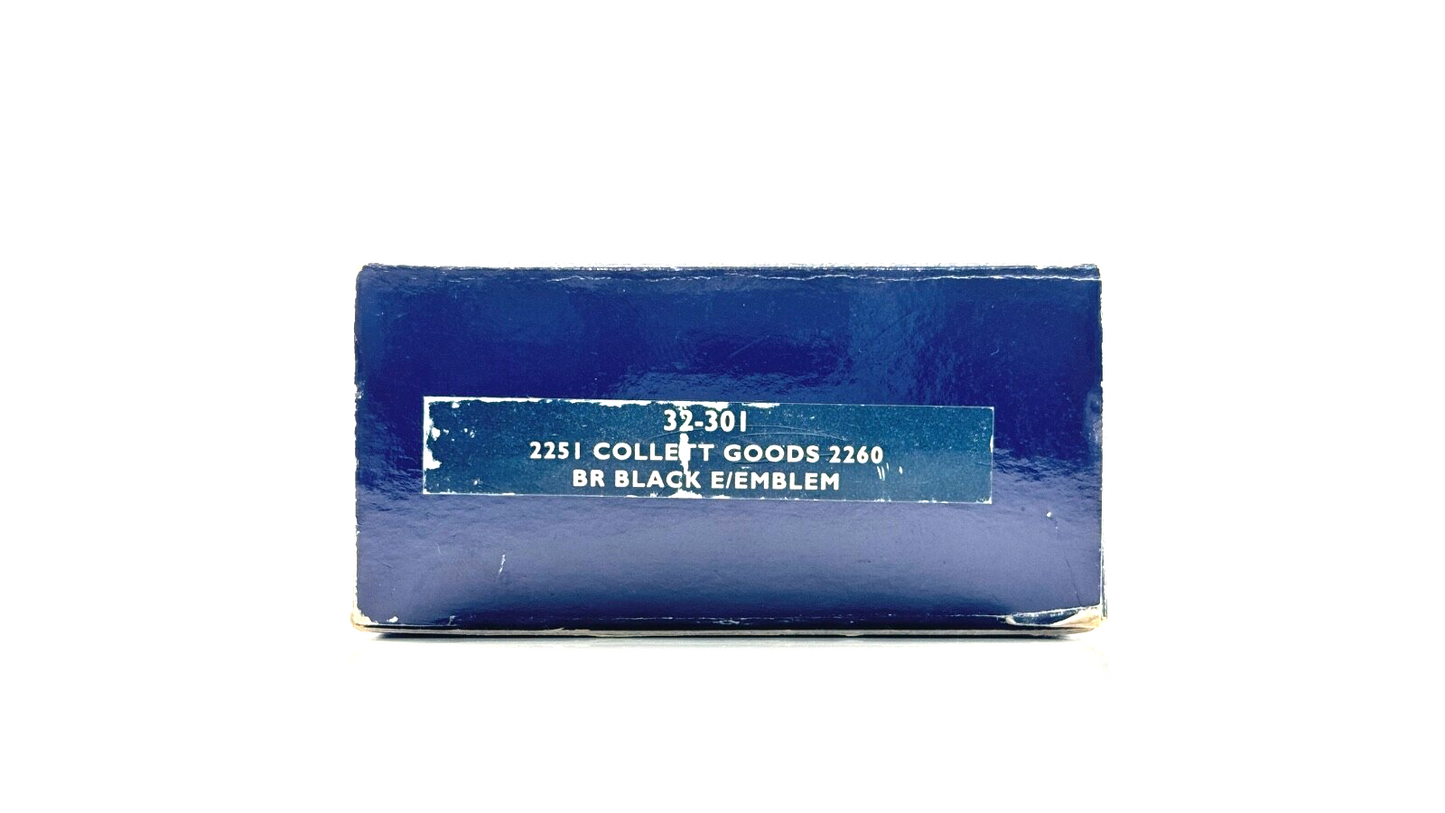 32-301
2251 COLLETT GOODS 2260
BR BLACK E/EMBLEM